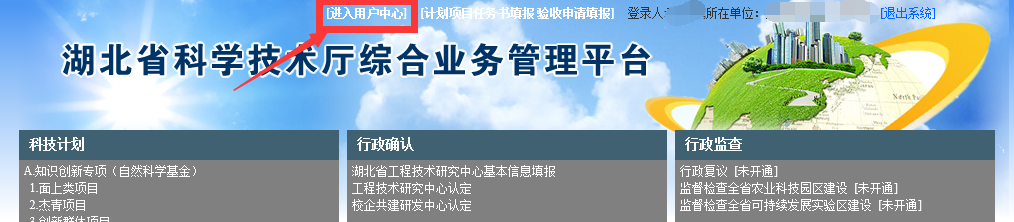 [进入用户中心] [计划项目任务书填报 验收申请填报] 登录人: ,所在单位: [退出系统]
湖北省科学技术厅综合业务管理平台
科技计划
A.知识创新专项（自然科学基金）
1.面上类项目
2.杰青项目
3.创新群体项目
行政确认
湖北省工程技术研究中心基本信息填报
工程技术研究中心认定
校企共建研发中心认定
行政监查
行政复议 [未开通]
监督检查全省农业科技园区建设 [未开通]
监督检查全省可持续发展实验区建设 [未开通]